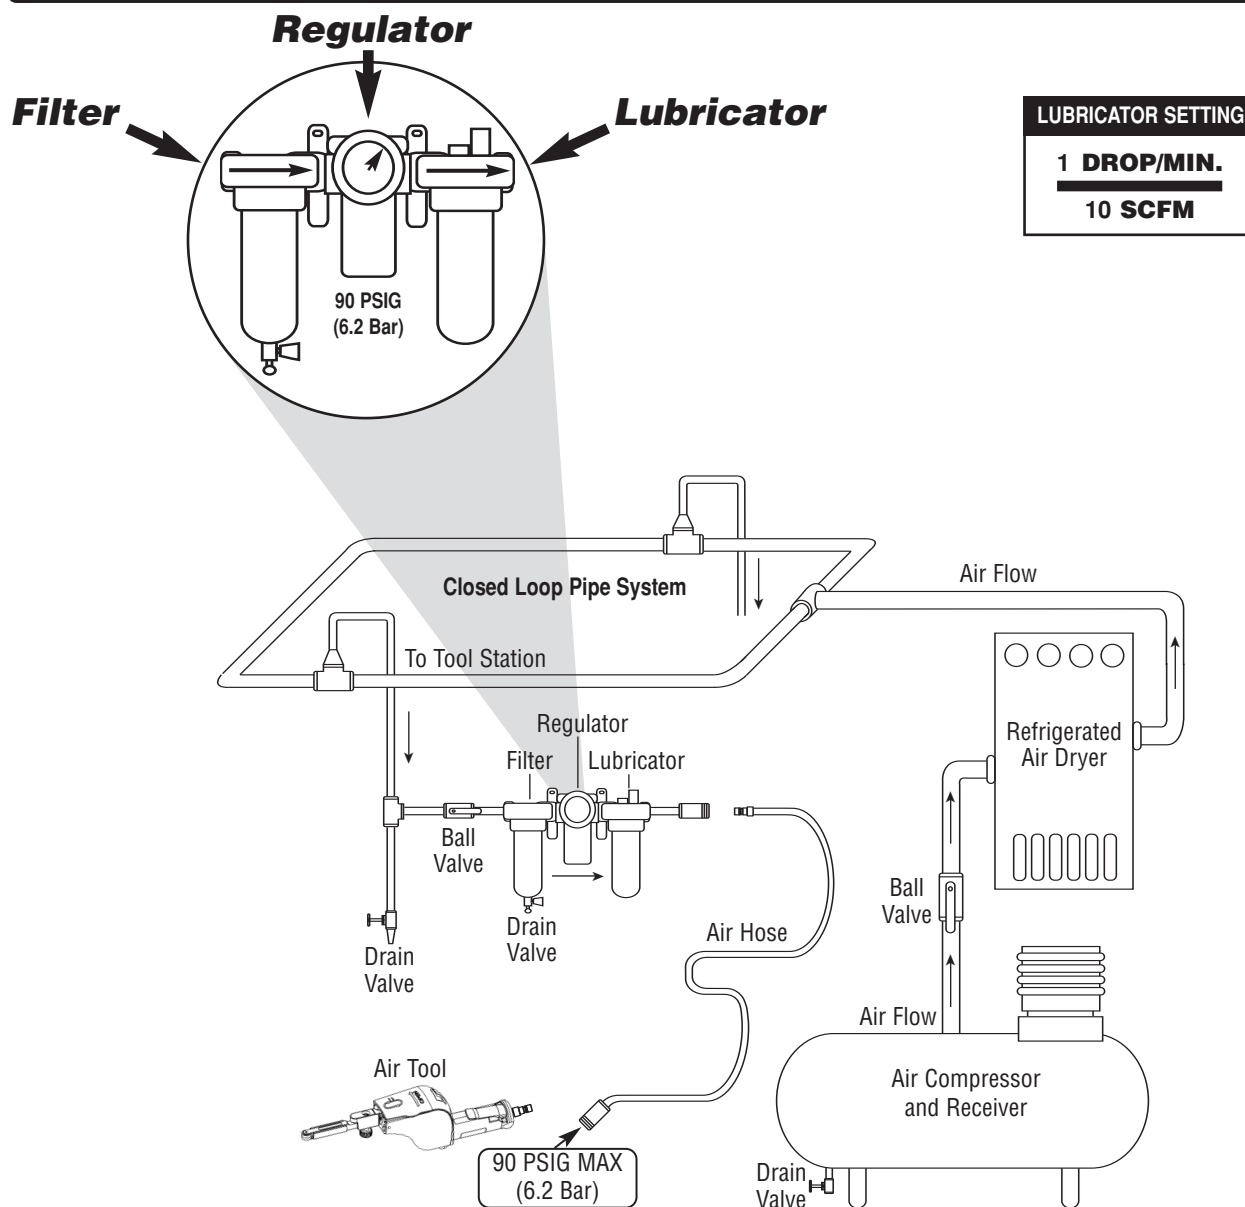 Regulator
Filter
Lubricator
LUBRICATOR SETTING
1 DROP/MIN.
10 SCFM
90 PSIG
(6.2 Bar)
Closed Loop Pipe System
Air Flow
To Tool Station
Regulator
Filter
Lubricator
Refrigerated
Air Dryer
Ball
Valve
Ball
Valve
Drain
Valve
Drain
Valve
Air Hose
Air Flow
Air Tool
Air Compressor
and Receiver
90 PSIG MAX
(6.2 Bar)
Drain
Valve